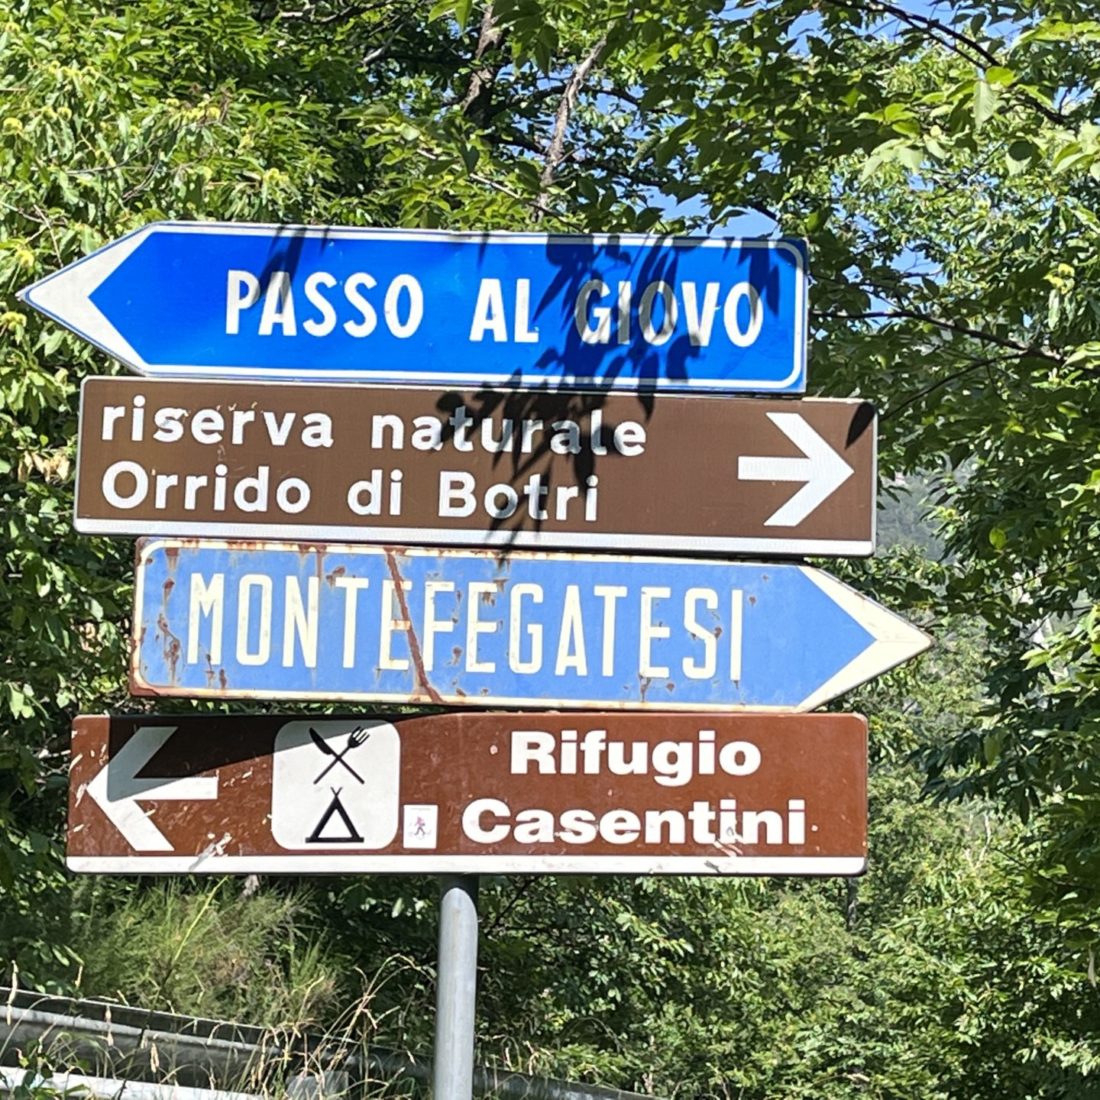 PASSO AL GIOVO
riserva naturale
Orrido di Botri
MONTEFEGATESI
Rifugio
Casentini